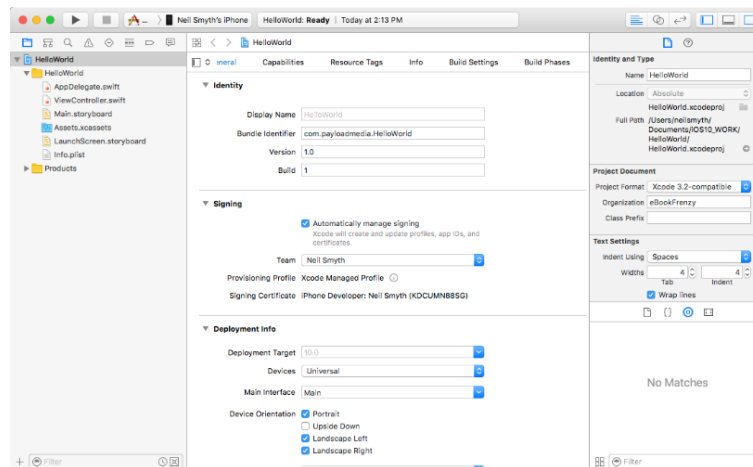 Neil Smyth's iPhone
HelloWorld: Ready | Today at 2:13 PM
HelloWorld
HelloWorld
AppDelegate.swift
ViewController.swift
Main.storyboard
Assets.xcassets
LaunchScreen.storyboard
Info.plist
Products
Filter
HelloWorld
meral Capabilities Resource Tags Info Build Settings Build Phases
Identity
Display Name HelloWorld
Bundle Identifier com.payloadmedia.HelloWorld
Version 1.0
Build 1
Signing
Automatically manage signing
Xcode will create and update profiles, app IDs, and
certificates.
Team Neil Smyth
Provisioning Profile Xcode Managed Profile
Signing Certificate iPhone Developer: Neil Smyth (KDCUMN88SG)
Deployment Info
Deployment Target 10.0
Devices Universal
Main Interface Main
Device Orientation Portrait
Upside Down
Landscape Left
Landscape Right
Identity and Type
Name HelloWorld
Location Absolute
HelloWorld.xcodeproj
Full Path /Users/neilsmyth/
Documents/iOS10_WORK/
HelloWorld/
HelloWorld.xcodeproj
Project Document
Project Format Xcode 3.2-compatible
Organization eBookFrenzy
Class Prefix
Text Settings
Indent Using Spaces
Widths 4 4
Tab Indent
Wrap lines
{}
No Matches
Filter